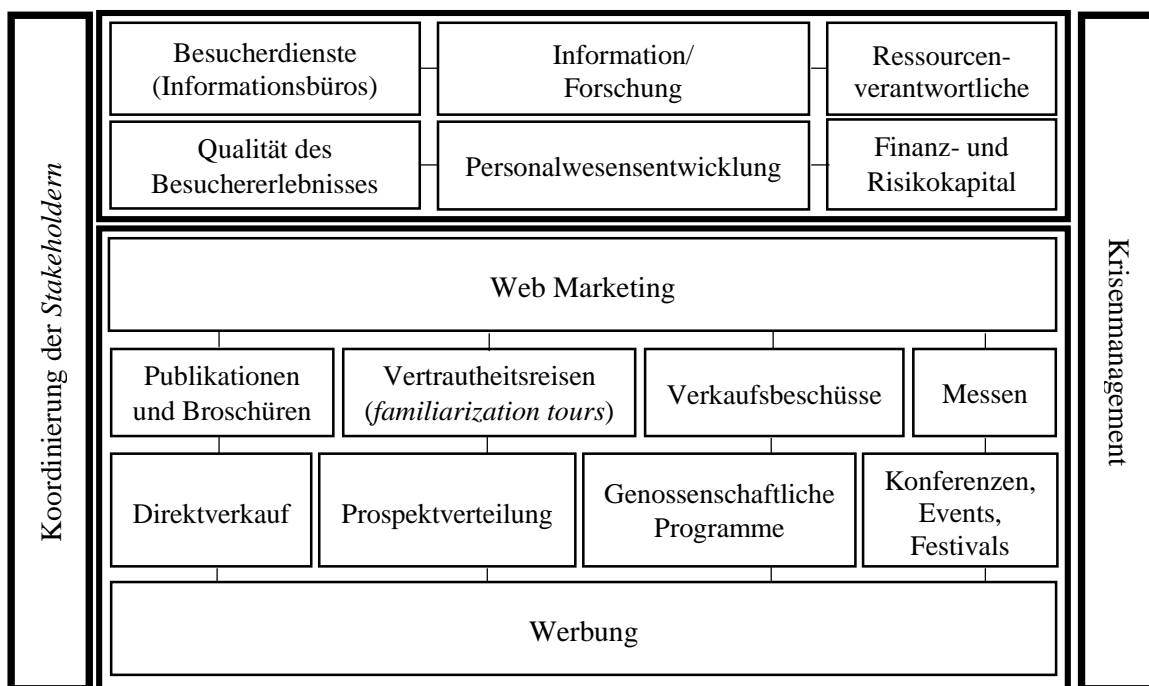 Koordinierung der Stakeholdern
Besucherdienste
(Informationsbüros)
Information/
Forschung
Ressourcen-
verantwortliche
Qualität des
Besuchererlebnisses
Personalwesensentwicklung
Finanz- und
Risikokapital
Web Marketing
Publikationen
und Broschüren
Vertrautheitsreisen
(familiarization tours)
Verkaufsbeschüsse
Messen
Direktverkauf
Prospektverteilung
Genossenschaftliche
Programme
Konferenzen,
Events,
Festivals
Werbung
Krisenmanagement